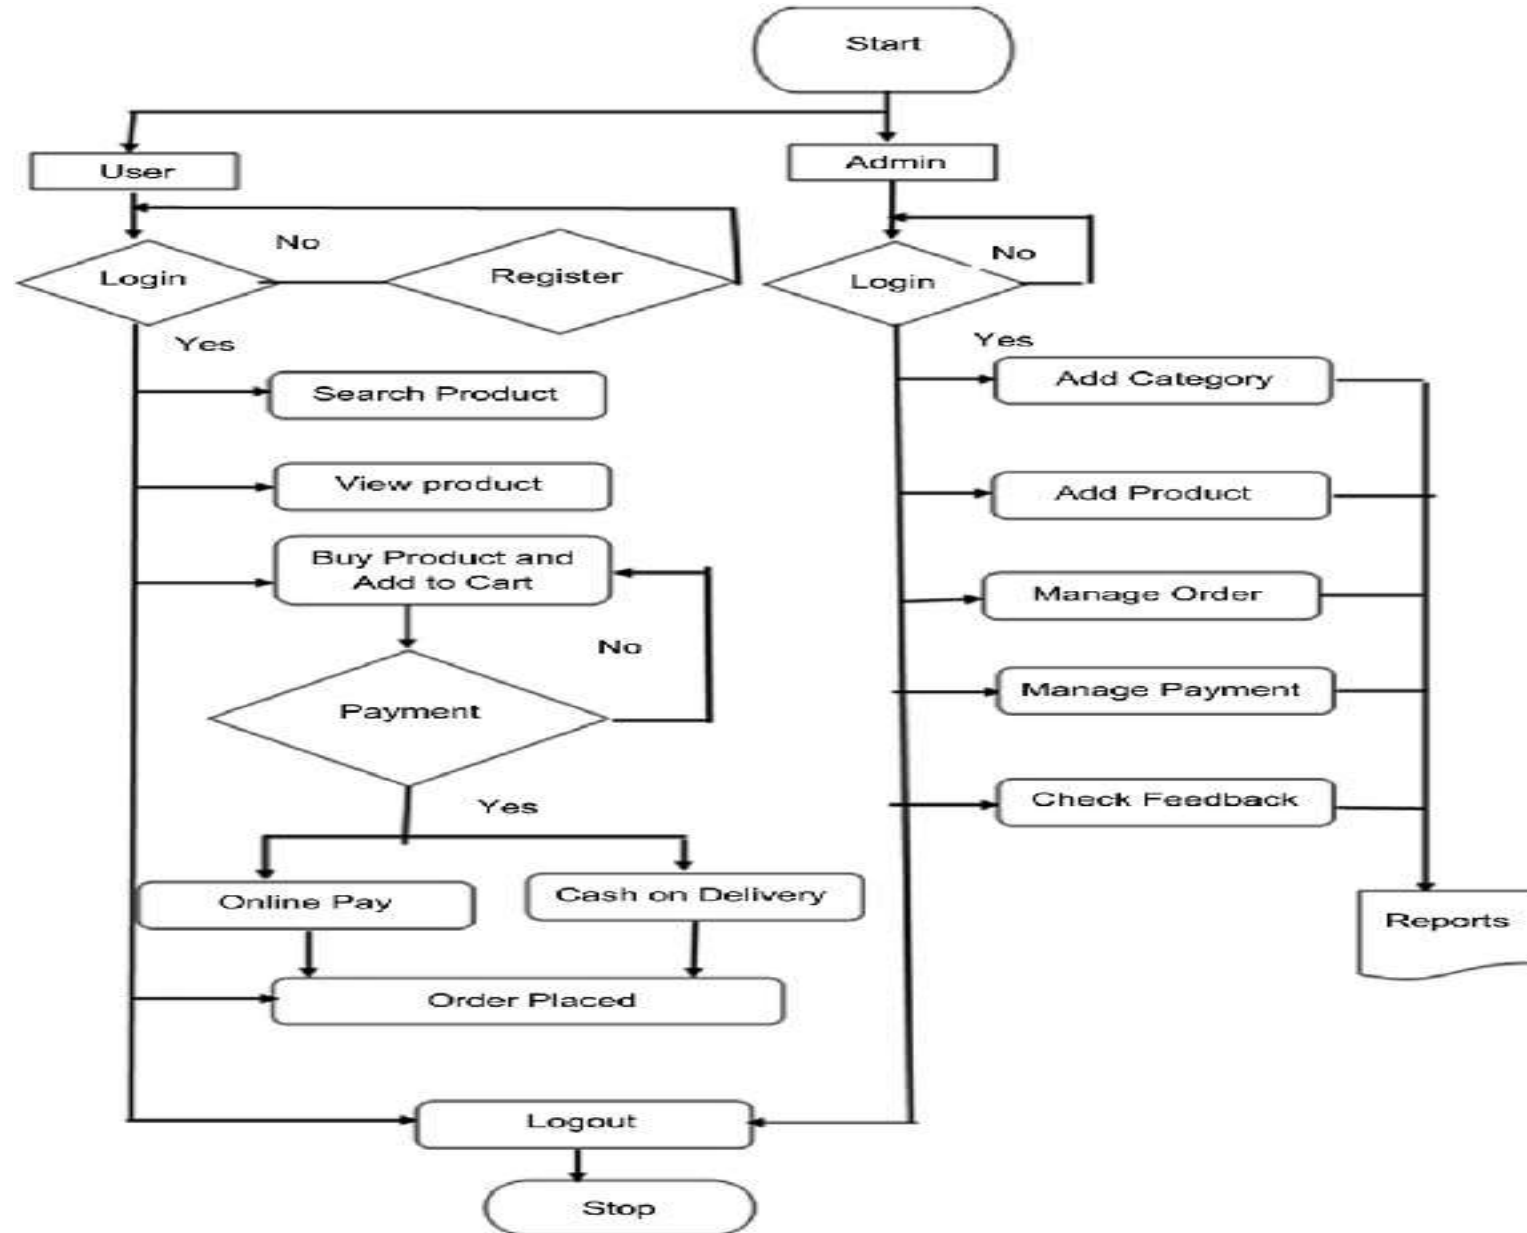 Start
User
Admin
No
Login
Register
No
Login
Yes
Yes
Search Product
Add Category
View product
Add Product
Buy Product and
Add to Cart
Manage Order
No
Payment
Manage Payment
Yes
Check Feedback
Online Pay
Cash on Delivery
Reports
Order Placed
Logout
Stop